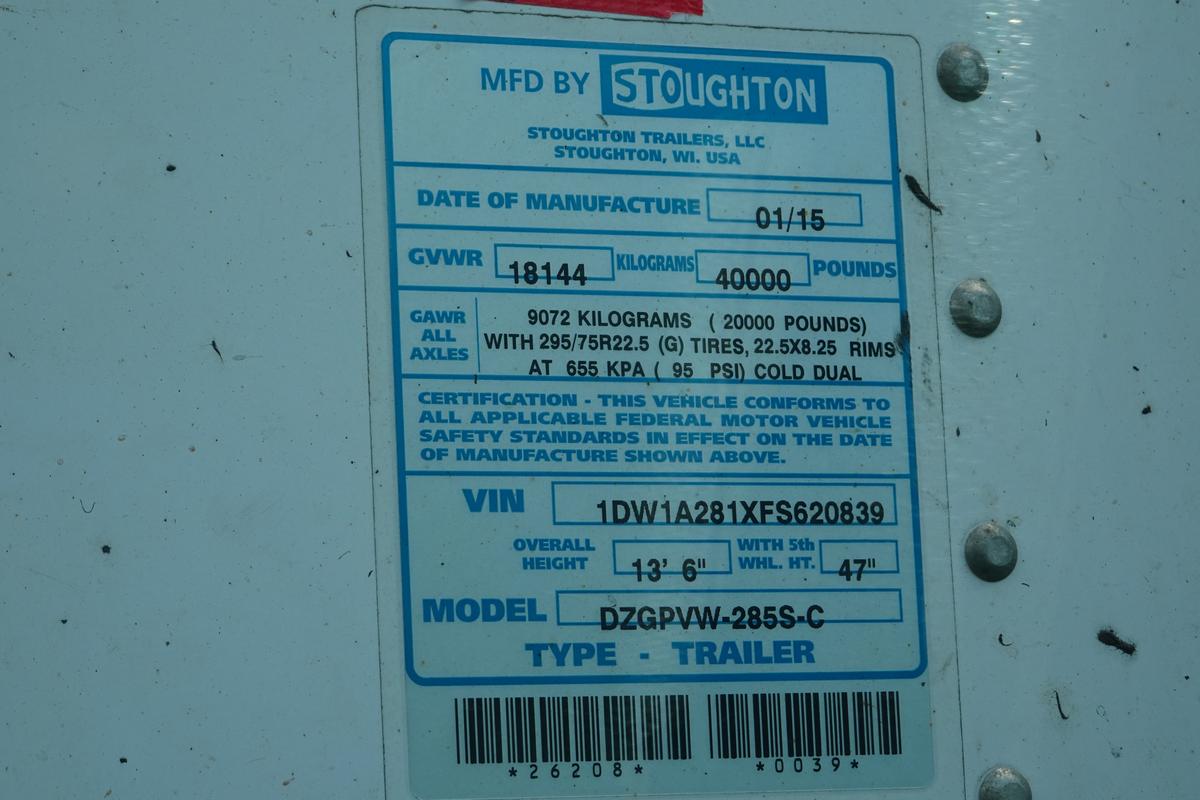 MFD BY STOUGHTON
STOUGHTON TRAILERS, LLC
STOUGHTON, WI. USA
DATE OF MANUFACTURE 01/15
GVWR 18144 KILOGRAMS 40000 POUNDS
GAWR ALL AXLES
9072 KILOGRAMS ( 20000 POUNDS)
WITH 295/75R22.5 (G) TIRES, 22.5X8.25 RIMS
AT 655 KPA ( 95 PSI) COLD DUAL
CERTIFICATION - THIS VEHICLE CONFORMS TO
ALL APPLICABLE FEDERAL MOTOR VEHICLE
SAFETY STANDARDS IN EFFECT ON THE DATE
OF MANUFACTURE SHOWN ABOVE.
VIN 1DW1A281XFS620839
OVERALL HEIGHT 13' 6" WITH 5th WHL. HT. 47"
MODEL DZGPVW-285S-C
TYPE - TRAILER
*26208* *0039*